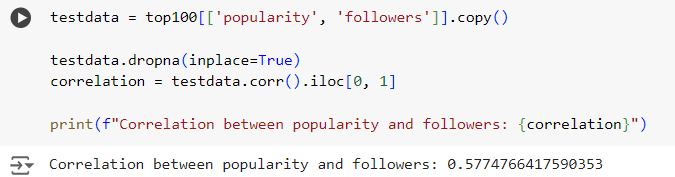 testdata = top100[['popularity', 'followers']].copy()
testdata.dropna(inplace=True)
correlation = testdata.corr().iloc[0, 1]
print(f"Correlation between popularity and followers: {correlation}")
Correlation between popularity and followers: 0.5774766417590353